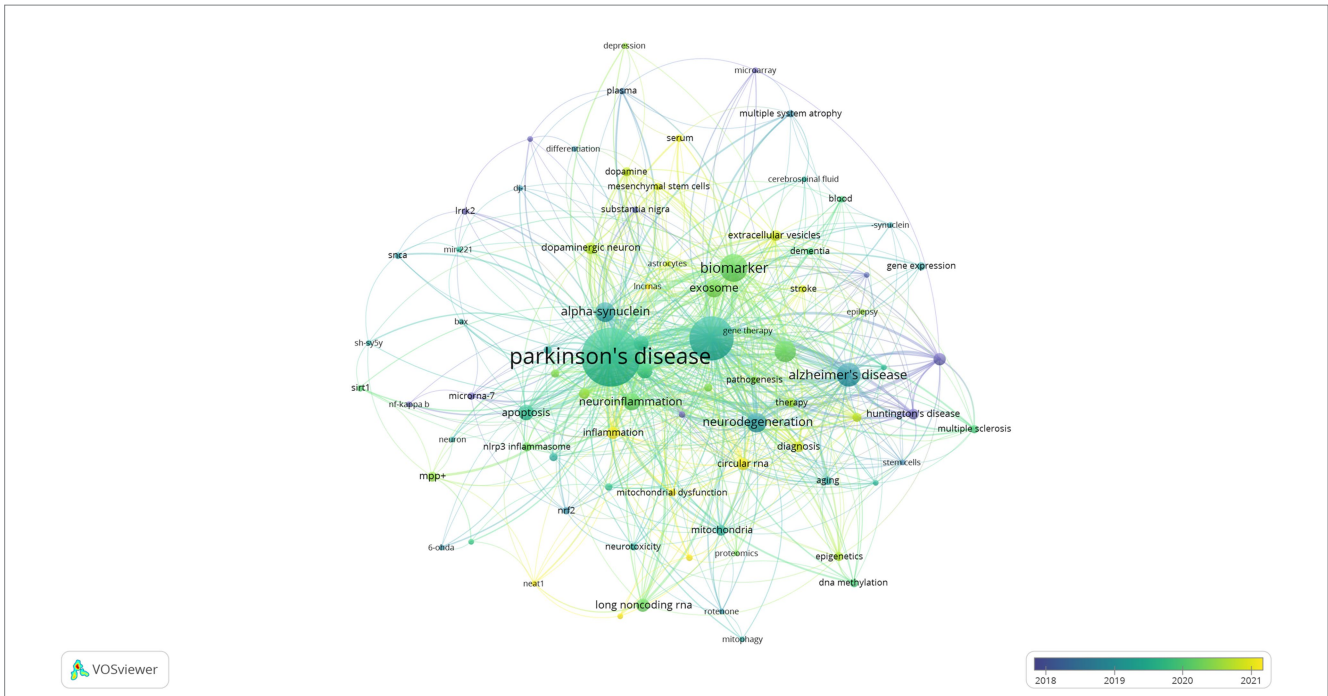 depression
microarray
plasma
multiple system atrophy
serum
differentiation
dopamine
cerebrospinal fluid
mesenchymal stem cells
dj-1
blood
lrrk2
substantia nigra
-synuclein
extracellular vesicles
dopaminergic neuron
mir-221
dementia
snca
astrocytes
biomarker
gene expression
lncrnas
exosome
stroke
alpha-synuclein
epilepsy
bax
gene therapy
sh-sy5y
parkinson's disease
alzheimer's disease
pathogenesis
sirt1
microrna-7
nf-kappa b
neuroinflammation
therapy
apoptosis
huntington's disease
neurodegeneration
multiple sclerosis
inflammation
neuron
nlrp3 inflammasome
diagnosis
circular rna
stem cells
mpp+
aging
mitochondrial dysfunction
nrf2
mitochondria
6-ohda
neurotoxicity
proteomics
epigenetics
neat1
dna methylation
long noncoding rna
rotenone
mitophagy
VOSviewer
2018 2019 2020 2021